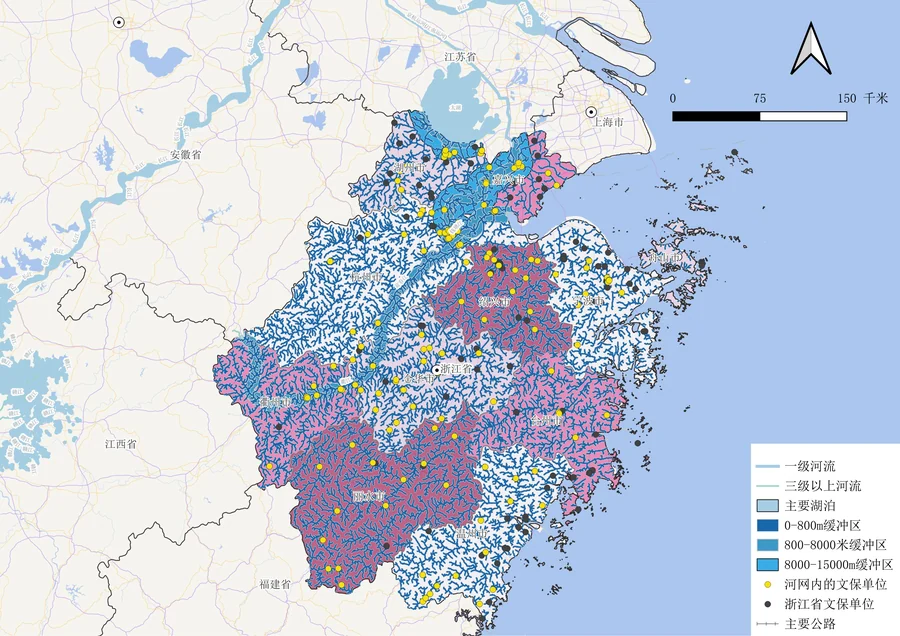 江苏省
太湖
0 75 150 千米
上海市
安徽省
湖州市
嘉兴市
杭州市
舟山市
绍兴市
宁波市
浙江省
金华市
衢州市
台州市
江西省
丽水市
温州市
福建省
一级河流
三级以上河流
主要湖泊
0-800m缓冲区
800-8000米缓冲区
8000-15000m缓冲区
河网内的文保单位
浙江省文保单位
主要公路